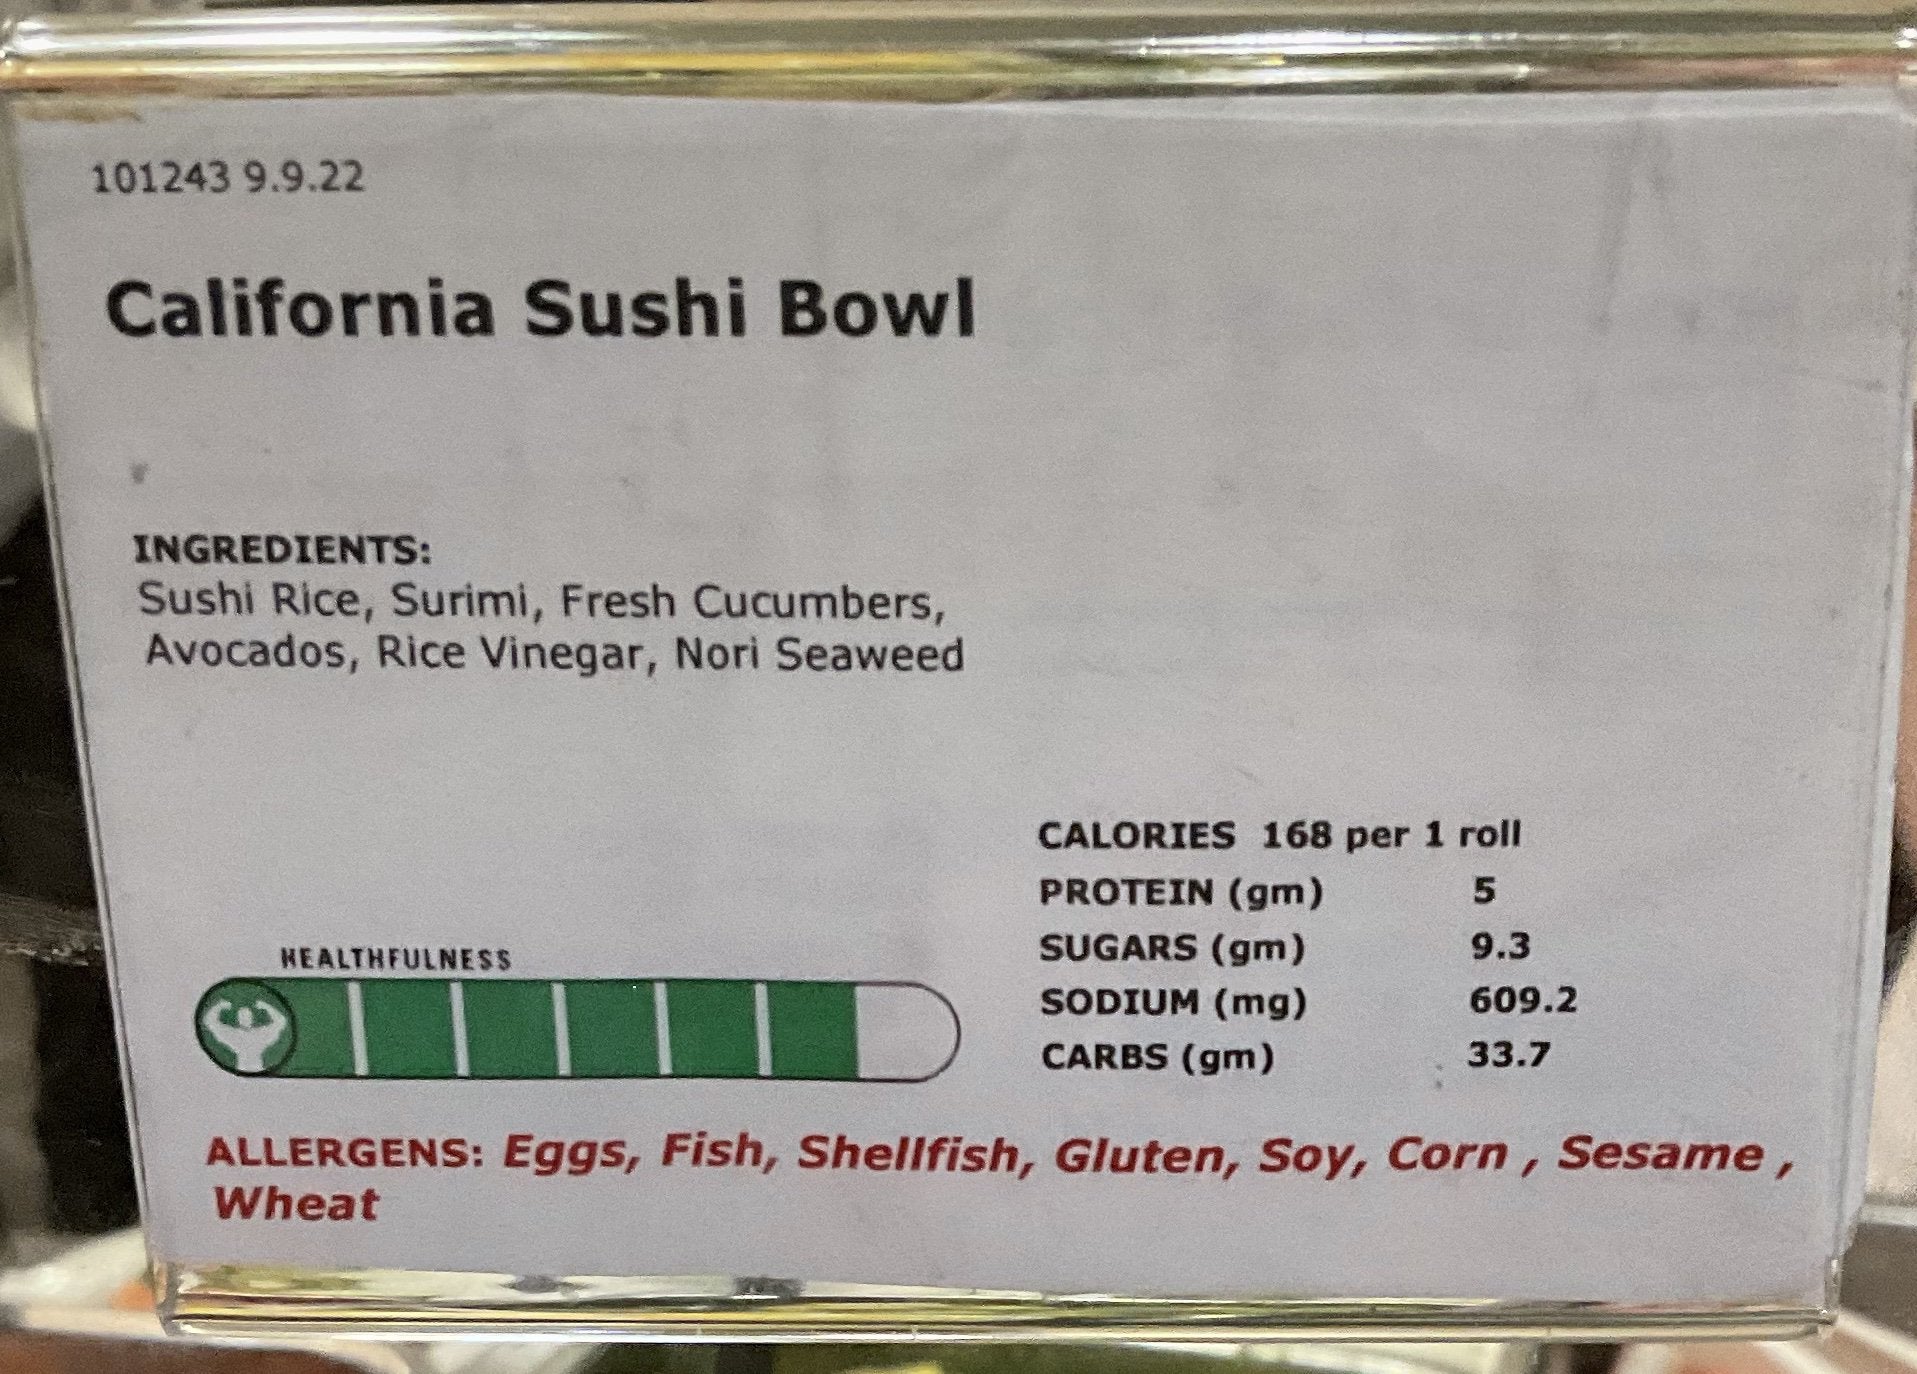 101243 9.9.22
California Sushi Bowl
INGREDIENTS:
Sushi Rice, Surimi, Fresh Cucumbers,
Avocados, Rice Vinegar, Nori Seaweed
CALORIES 168 per 1 roll
PROTEIN (gm) 5
SUGARS (gm) 9.3
SODIUM (mg) 609.2
CARBS (gm) 33.7
HEALTHFULNESS
ALLERGENS: Eggs, Fish, Shellfish, Gluten, Soy, Corn , Sesame ,
Wheat